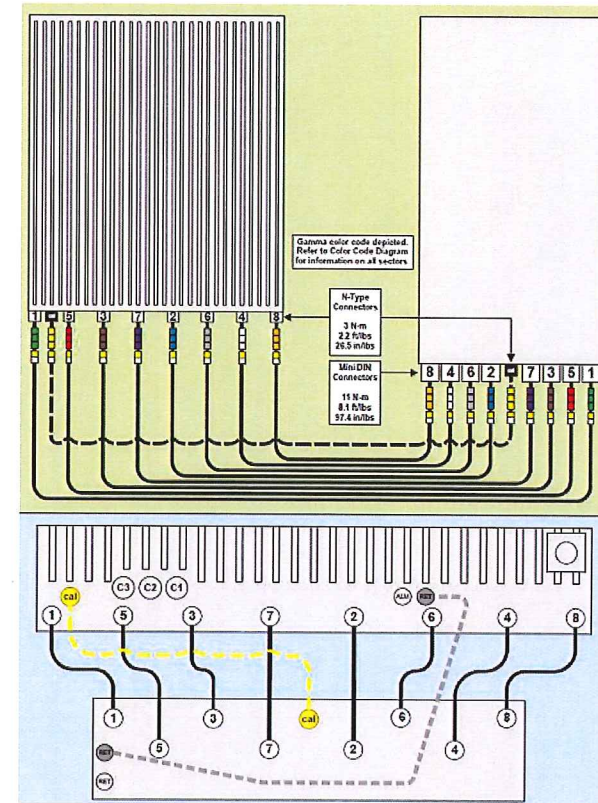 Gamma color code depicted.
Refer to Color Code Diagram
for information on all sectors
1 5 3 7 2 6 4 8
N-Type
Connectors
3 N-m
2.2 ft/lbs
26.5 in/lbs
Mini DIN
Connectors
11 N-m
8.1 ft/lbs
97.4 in/lbs
8 4 6 2 7 3 5 1
C3 C2 C1
cal ALM RET
1 5 3 7 2 6 4 8
1 3 cal 6 8
5 7 2 4
RET
RET